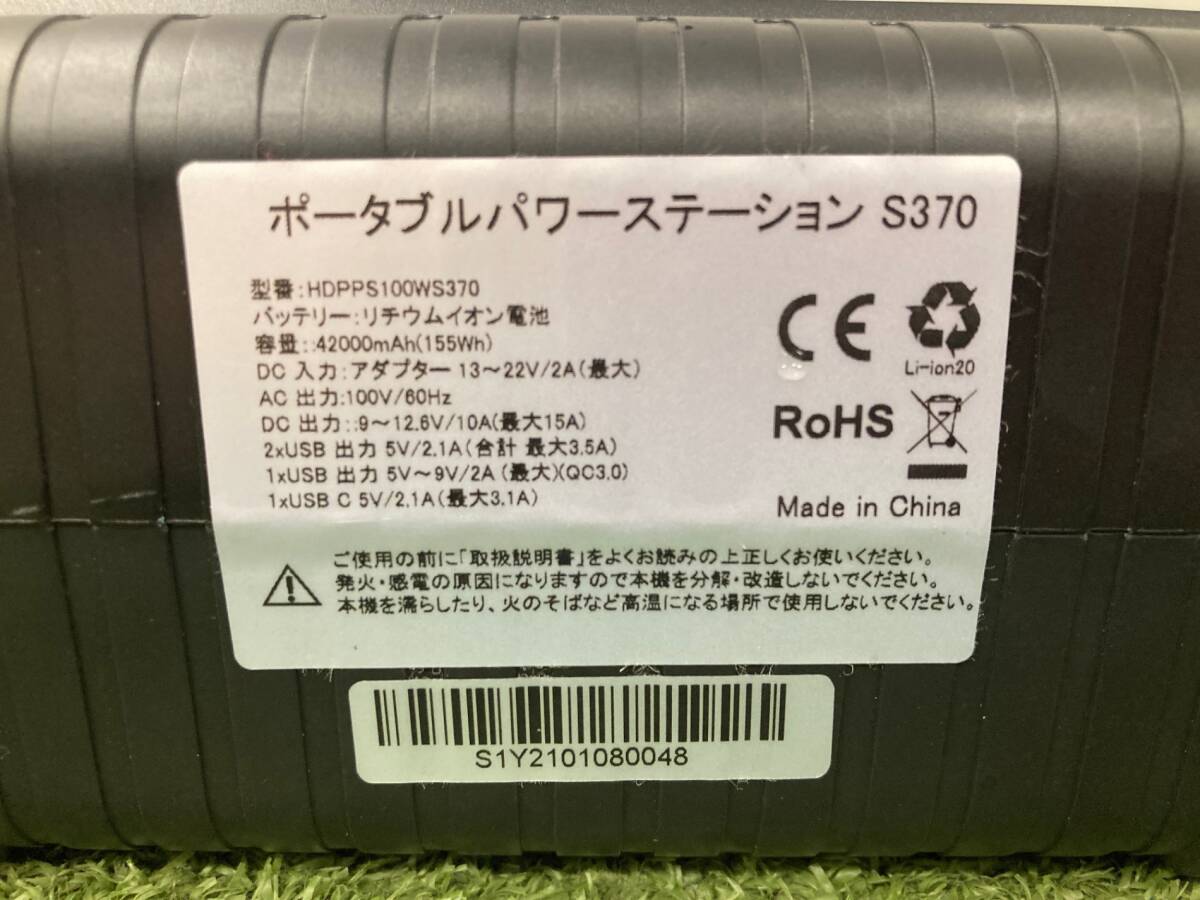 ポータブルパワーステーション S370
型番:HDPPS100WS370
バッテリー:リチウムイオン電池
容量::42000mAh(155Wh)
DC 入力:アダプター 13~22V/2A(最大)
AC 出力:100V/60Hz
DC 出力::9~12.6V/10A(最大15A)
2xUSB 出力 5V/2.1A(合計 最大3.5A)
1xUSB 出力 5V~9V/2A (最大)(QC3.0)
1xUSB C 5V/2.1A(最大3.1A)
CE
Li-ion20
RoHS
Made in China
ご使用の前に「取扱説明書」をよくお読みの上正しくお使いください。
発火・感電の原因になりますので本機を分解・改造しないでください。
本機を濡らしたり、火のそばなど高温になる場所で使用しないでください。
S1Y2101080048